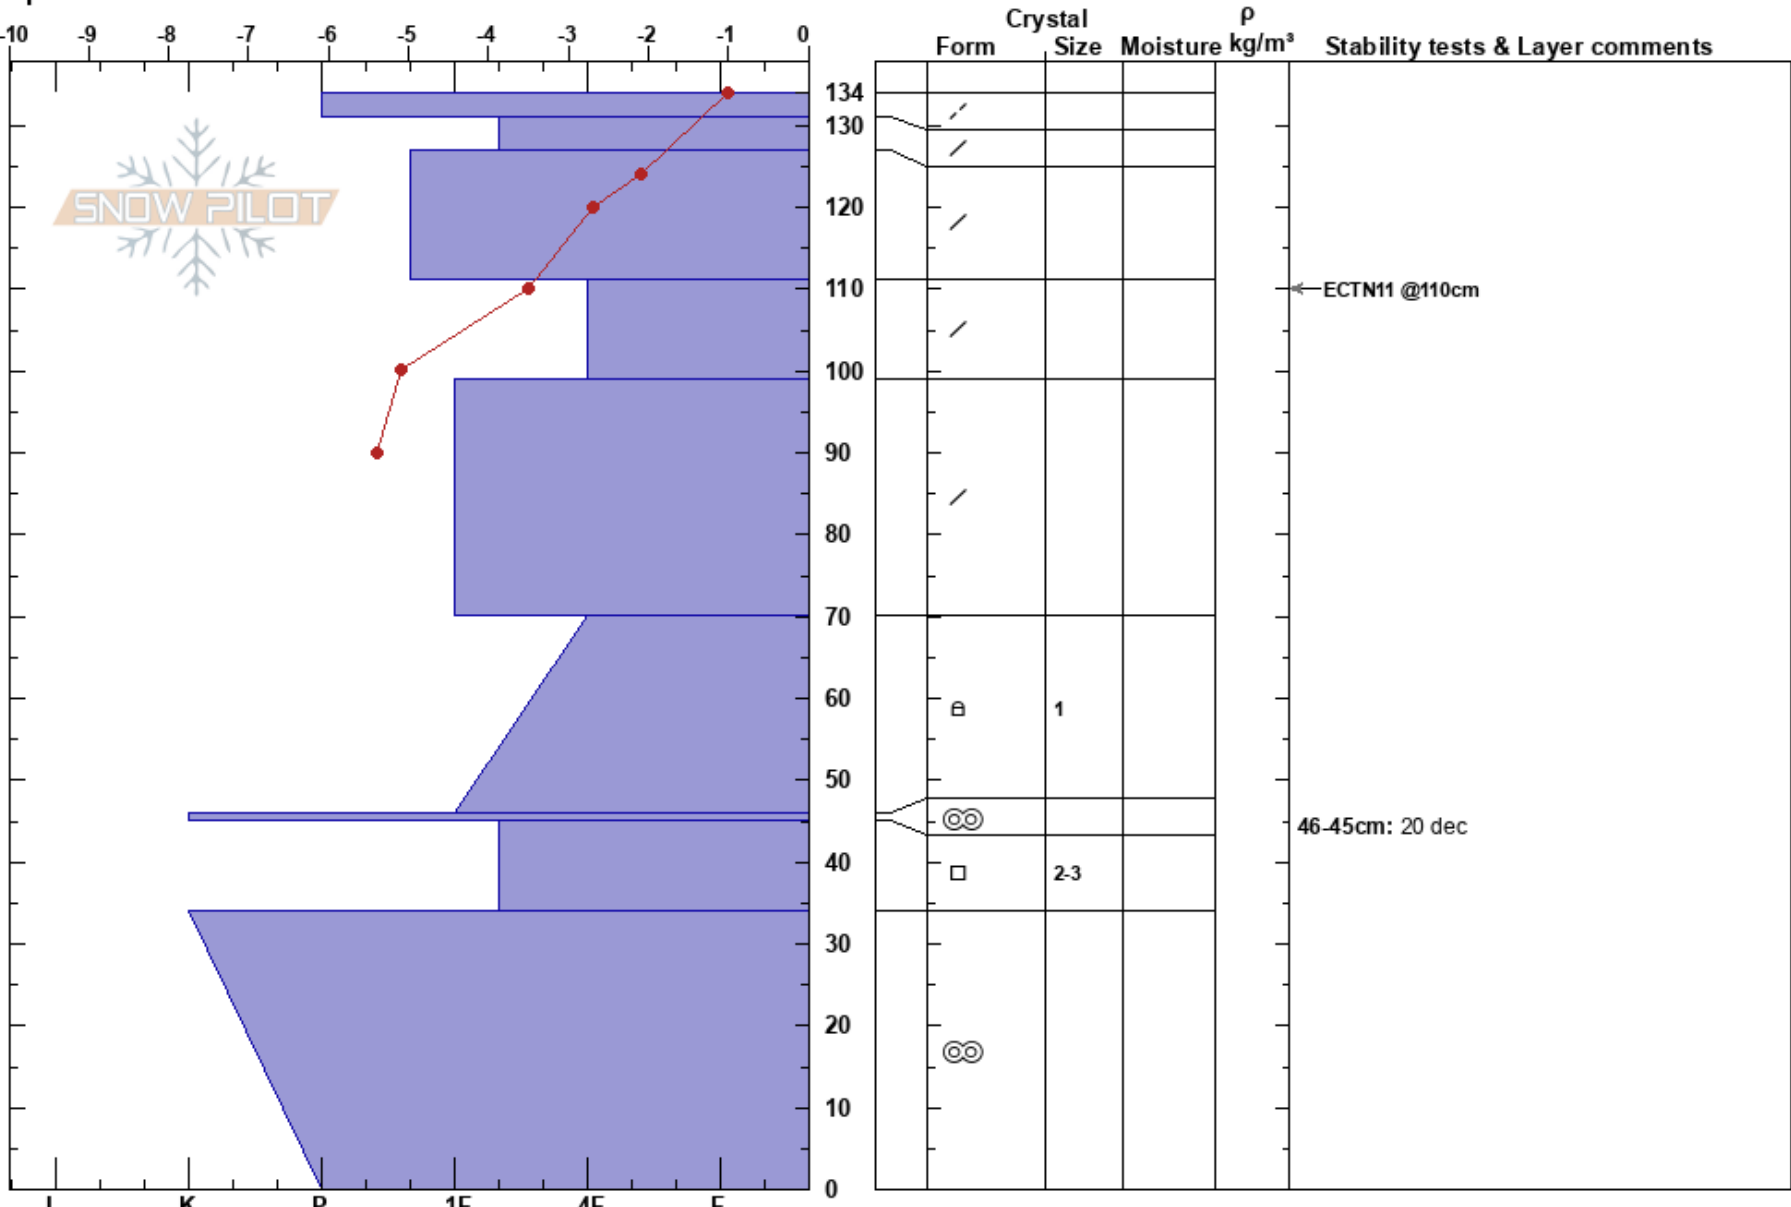 Crystal ρ
-10 -9 -8 -7 -6 -5 -4 -3 -2 -1 0 Form Size Moisture kg/m³ Stability tests & Layer comments
134
130
SNOW PILOT
120
110 ECTN11 @110cm
100
90
80
70
60 1
50
46-45cm: 20 dec
40 2-3
30
20
10
0
I K P 1F 4F F